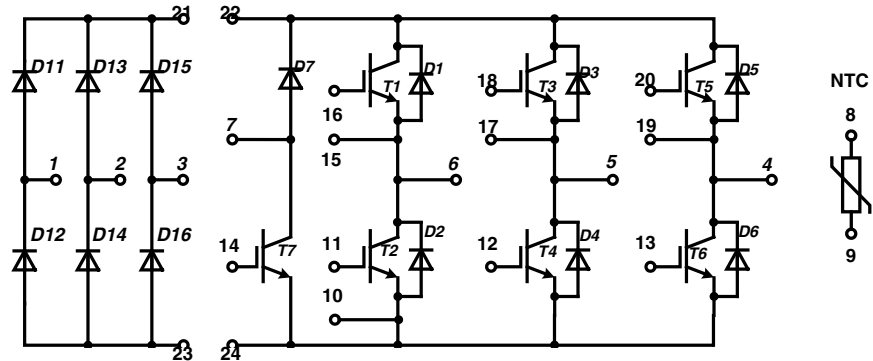 21 22
D11 D13 D15 D7 D1 D3 D5
16 T1 18 T3 20 T5 NTC
7 15 17 19 8
1 2 3 6 5 4
D12 D14 D16 14 T7 11 T2 D2 12 T4 D4 13 T6 D6
9
10
23 24